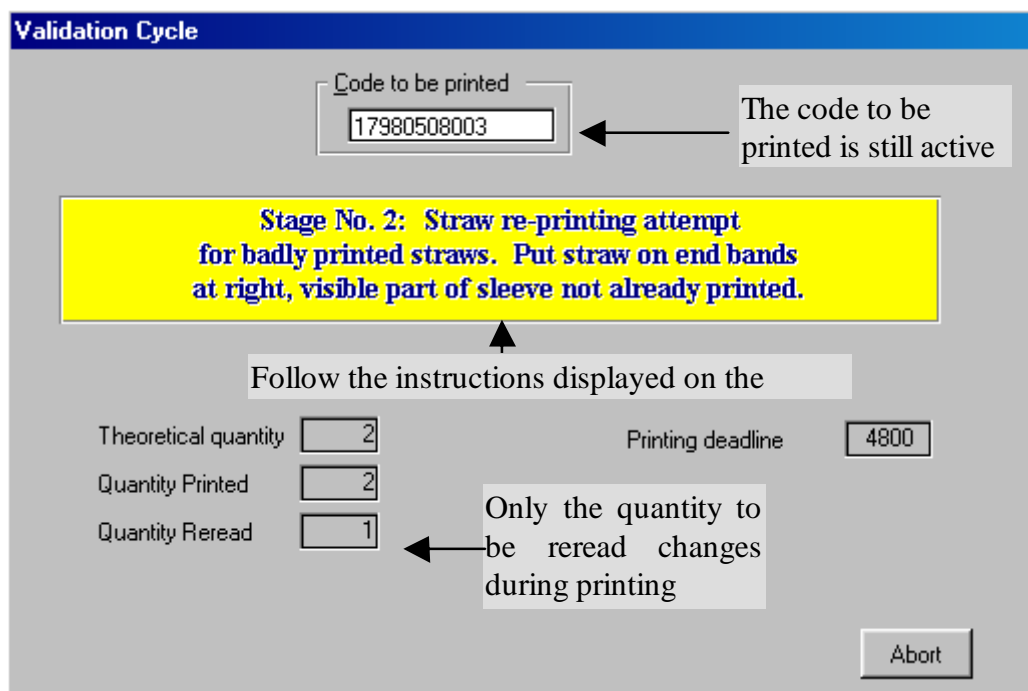 Validation Cycle
Code to be printed
17980508003
The code to be
printed is still active
Stage No. 2: Straw re-printing attempt
for badly printed straws. Put straw on end bands
at right, visible part of sleeve not already printed.
Follow the instructions displayed on the
Theoretical quantity 2
Printing deadline 4800
Quantity Printed 2
Quantity Reread 1
Only the quantity to
be reread changes
during printing
Abort